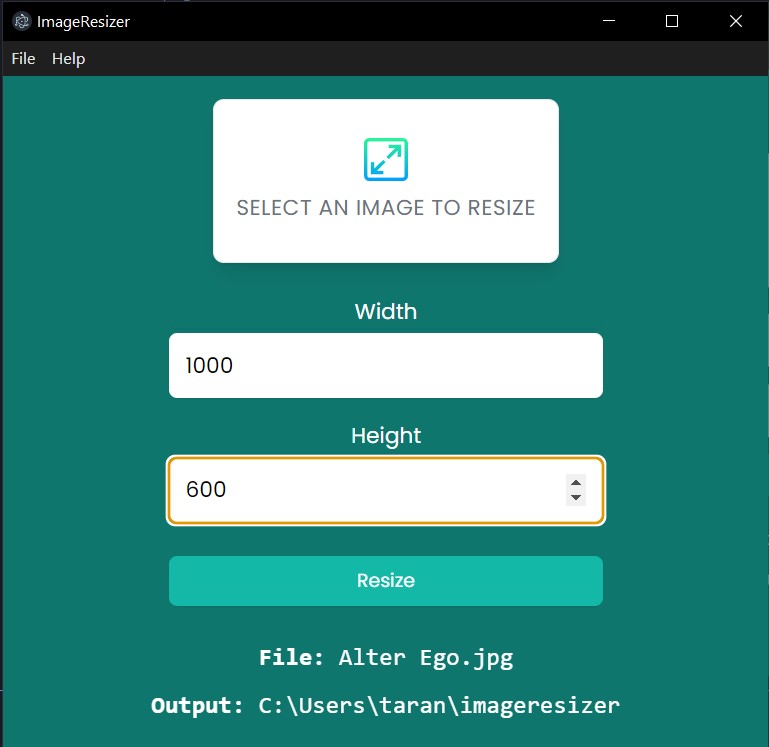 ImageResizer
File Help
SELECT AN IMAGE TO RESIZE
Width
1000
Height
600
Resize
File: Alter Ego.jpg
Output: C:\Users\taran\imageresizer